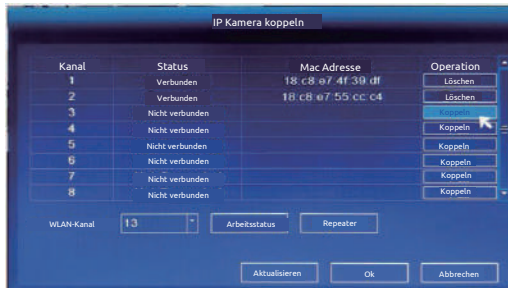 IP Kamera koppeln
Kanal Status Mac Adresse Operation
1 Verbunden 18:c8:e7:4f:39:df Löschen
2 Verbunden 18:c8:e7:55:cc:c4 Löschen
3 Nicht verbunden Koppeln
4 Nicht verbunden Koppeln
5 Nicht verbunden Koppeln
6 Nicht verbunden Koppeln
7 Nicht verbunden Koppeln
8 Nicht verbunden Koppeln
WLAN-Kanal 13 Arbeitsstatus Repeater
Aktualisieren Ok Abbrechen